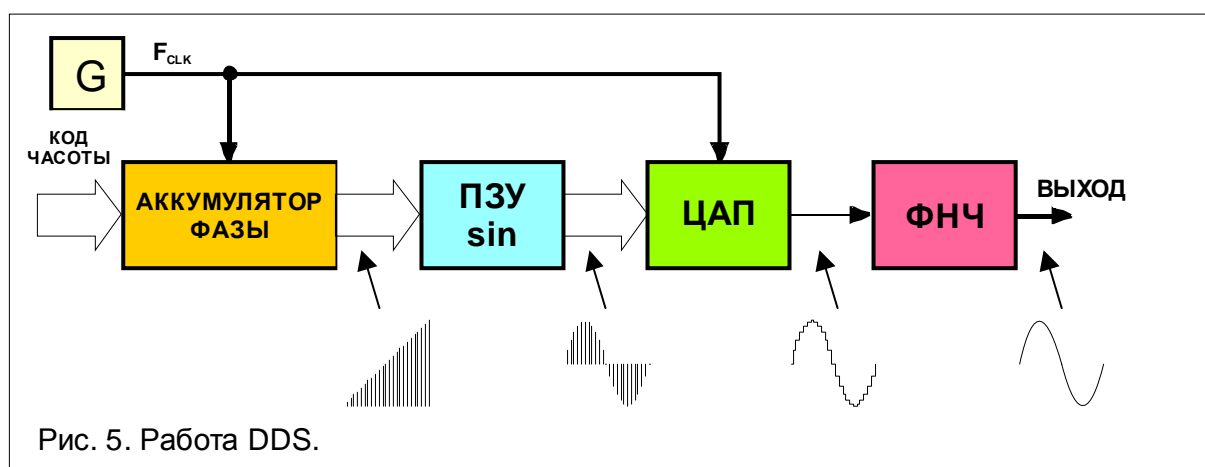 G
FCLK
КОД
ЧАСОТЫ
АККУМУЛЯТОР
ФАЗЫ
ПЗУ
sin
ЦАП
ФНЧ
ВЫХОД
Рис. 5. Работа DDS.